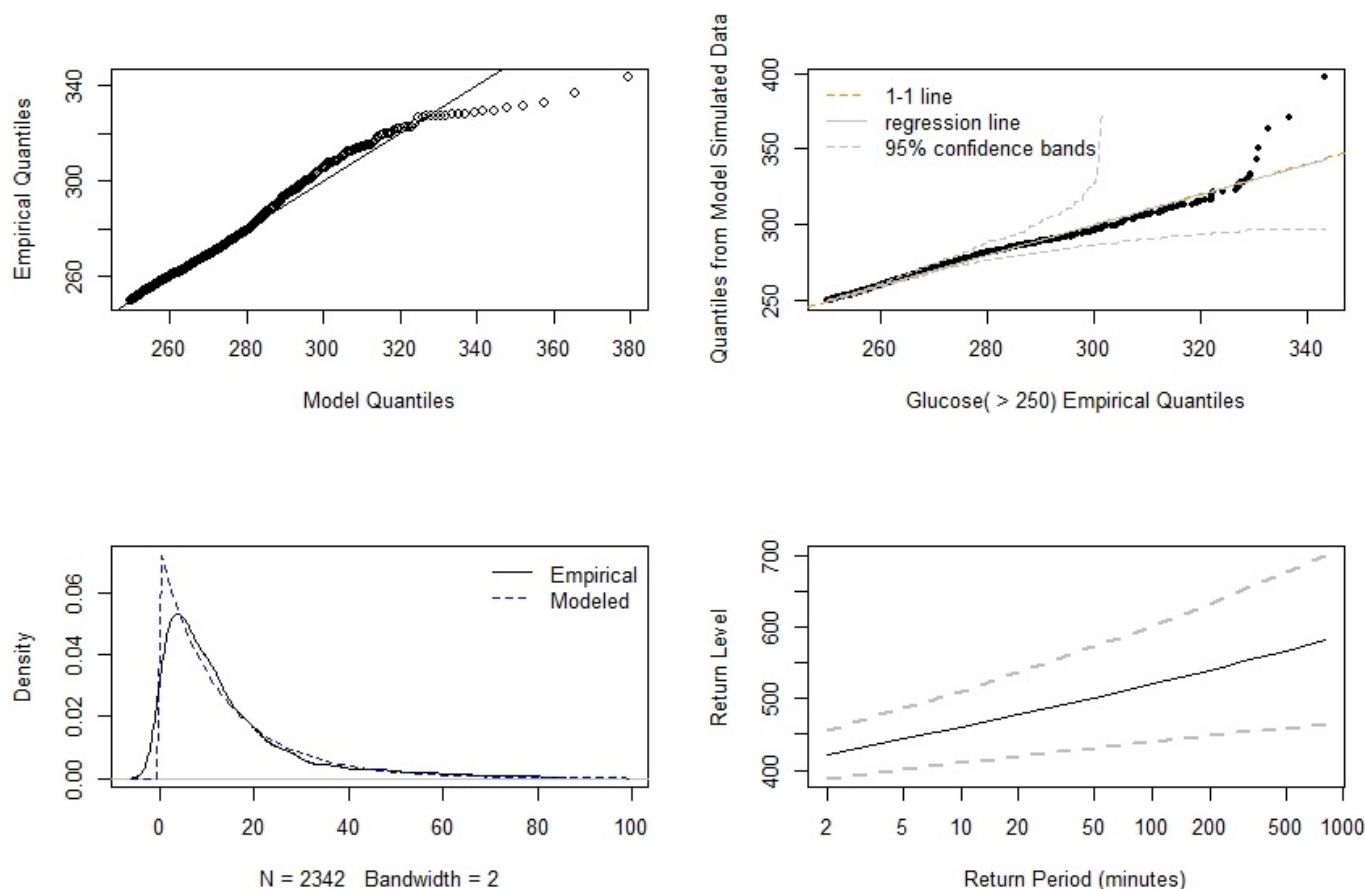 Empirical Quantiles
340
300
260
260 280 300 320 340 360 380
Model Quantiles
Quantiles from Model Simulated Data
400
350
300
250
1-1 line
regression line
95% confidence bands
260 280 300 320 340
Glucose( > 250) Empirical Quantiles
Density
0.06
0.04
0.02
0.00
Empirical
Modeled
0 20 40 60 80 100
N = 2342 Bandwidth = 2
Return Level
700
600
500
400
2 5 10 20 50 100 200 500 1000
Return Period (minutes)